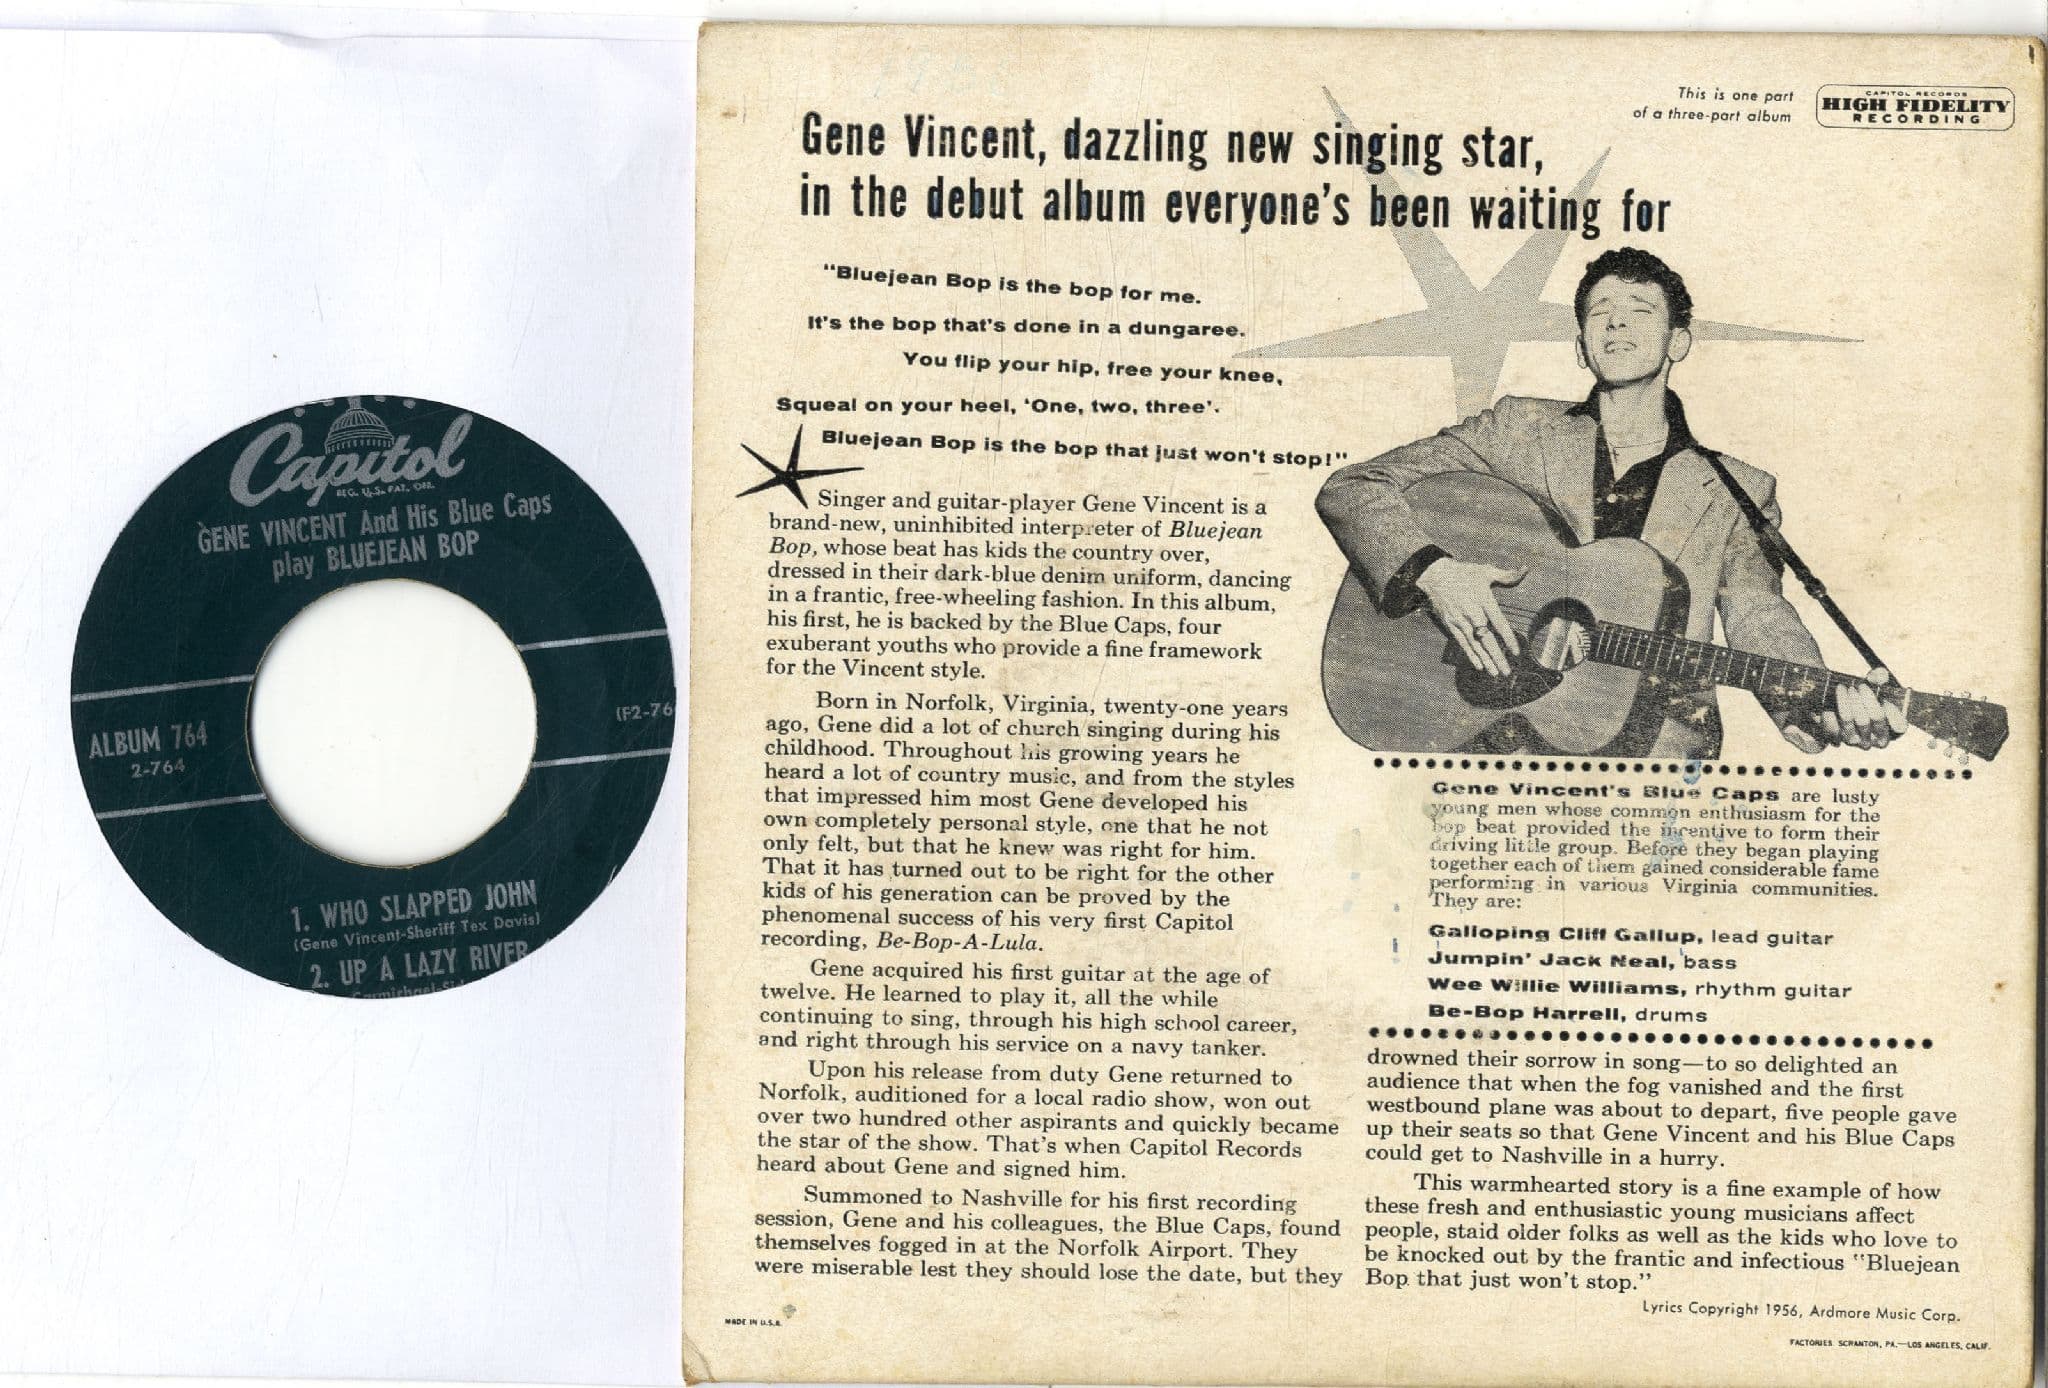 Capitol
REG. U.S. PAT. OFF.
GENE VINCENT And His Blue Caps
play BLUEJEAN BOP
ALBUM 764
2-764
(F2-76
1. WHO SLAPPED JOHN
(Gene Vincent-Sheriff Tex Davis)
2. UP A LAZY RIVER
This is one part
of a three-part album
CAPITOL RECORDS
HIGH FIDELITY
RECORDING
Gene Vincent, dazzling new singing star,
in the debut album everyone's been waiting for
"Bluejean Bop is the bop for me.
It's the bop that's done in a dungaree.
You flip your hip, free your knee,
Squeal on your heel, 'One, two, three'.
Bluejean Bop is the bop that just won't stop!"
Singer and guitar-player Gene Vincent is a
brand-new, uninhibited interpreter of Bluejean
Bop, whose beat has kids the country over,
dressed in their dark-blue denim uniform, dancing
in a frantic, free-wheeling fashion. In this album,
his first, he is backed by the Blue Caps, four
exuberant youths who provide a fine framework
for the Vincent style.
Born in Norfolk, Virginia, twenty-one years
ago, Gene did a lot of church singing during his
childhood. Throughout his growing years he
heard a lot of country music, and from the styles
that impressed him most Gene developed his
own completely personal style, one that he not
only felt, but that he knew was right for him.
That it has turned out to be right for the other
kids of his generation can be proved by the
phenomenal success of his very first Capitol
recording, Be-Bop-A-Lula.
Gene acquired his first guitar at the age of
twelve. He learned to play it, all the while
continuing to sing, through his high school career,
and right through his service on a navy tanker.
Upon his release from duty Gene returned to
Norfolk, auditioned for a local radio show, won out
over two hundred other aspirants and quickly became
the star of the show. That's when Capitol Records
heard about Gene and signed him.
Summoned to Nashville for his first recording
session, Gene and his colleagues, the Blue Caps, found
themselves fogged in at the Norfolk Airport. They
were miserable lest they should lose the date, but they
Gene Vincent's Blue Caps are lusty
young men whose common enthusiasm for the
bop beat provided the incentive to form their
driving little group. Before they began playing
together each of them gained considerable fame
performing in various Virginia communities.
They are:
Galloping Cliff Gallup, lead guitar
Jumpin' Jack Neal, bass
Wee Willie Williams, rhythm guitar
Be-Bop Harrell, drums
drowned their sorrow in song—to so delighted an
audience that when the fog vanished and the first
westbound plane was about to depart, five people gave
up their seats so that Gene Vincent and his Blue Caps
could get to Nashville in a hurry.
This warmhearted story is a fine example of how
these fresh and enthusiastic young musicians affect
people, staid older folks as well as the kids who love to
be knocked out by the frantic and infectious "Bluejean
Bop that just won't stop."
Lyrics Copyright 1956, Ardmore Music Corp.
MADE IN U.S.A.
FACTORIES: SCRANTON, PA.—LOS ANGELES, CALIF.